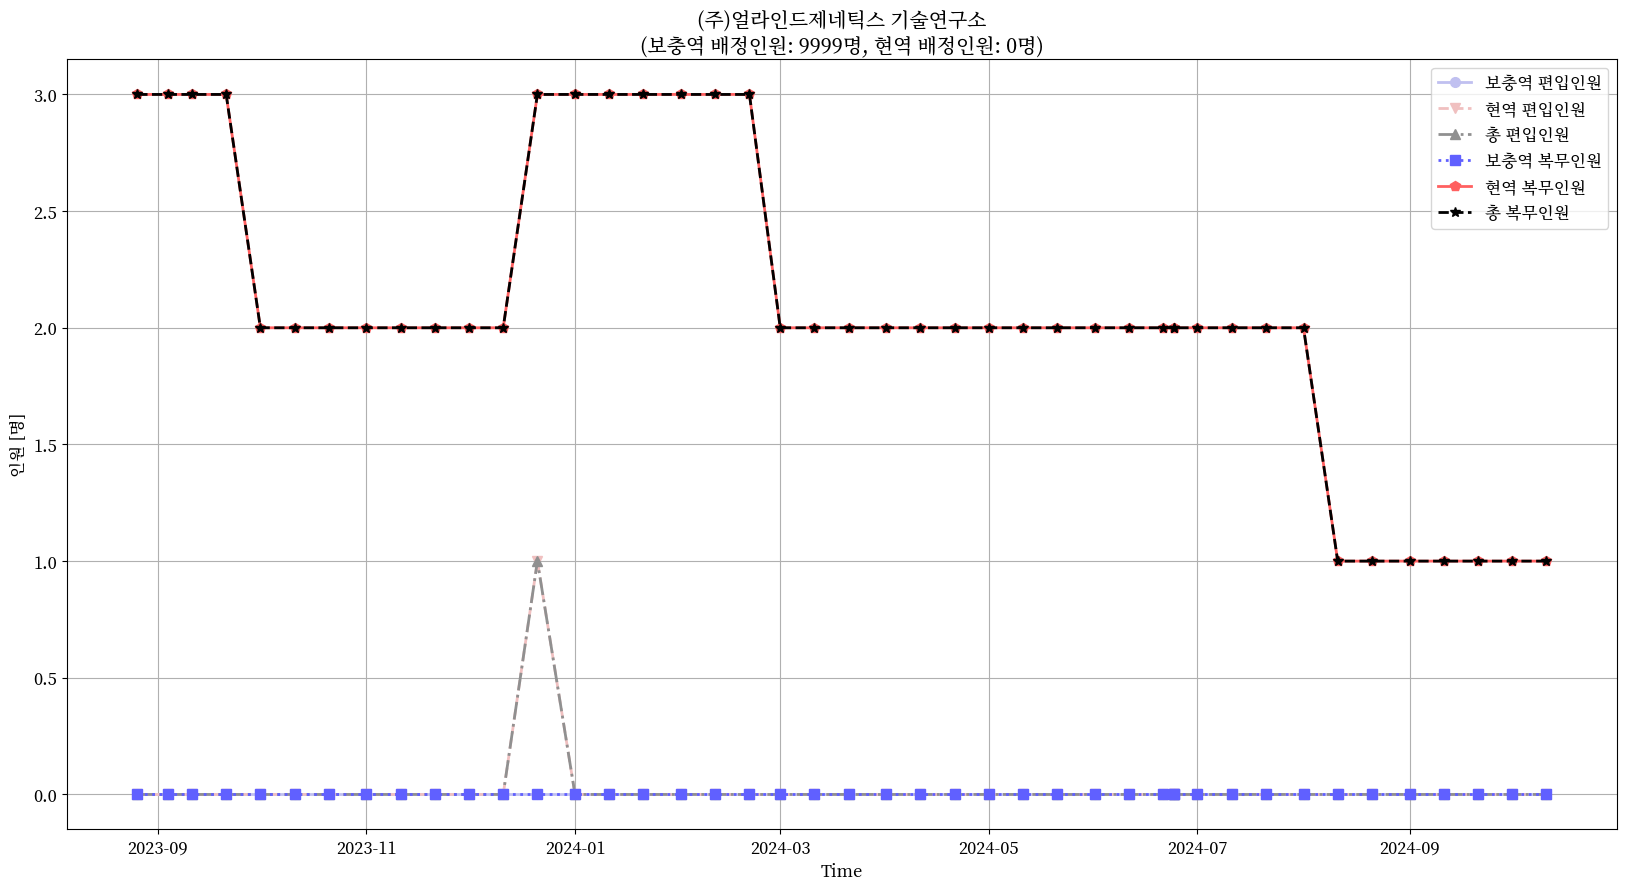 (주)얼라인드제네틱스 기술연구소
(보충역 배정인원: 9999명, 현역 배정인원: 0명)
보충역 편입인원
현역 편입인원
총 편입인원
보충역 복무인원
현역 복무인원
총 복무인원
인원 [명]
3.0
2.5
2.0
1.5
1.0
0.5
0.0
2023-09 2023-11 2024-01 2024-03 2024-05 2024-07 2024-09
Time